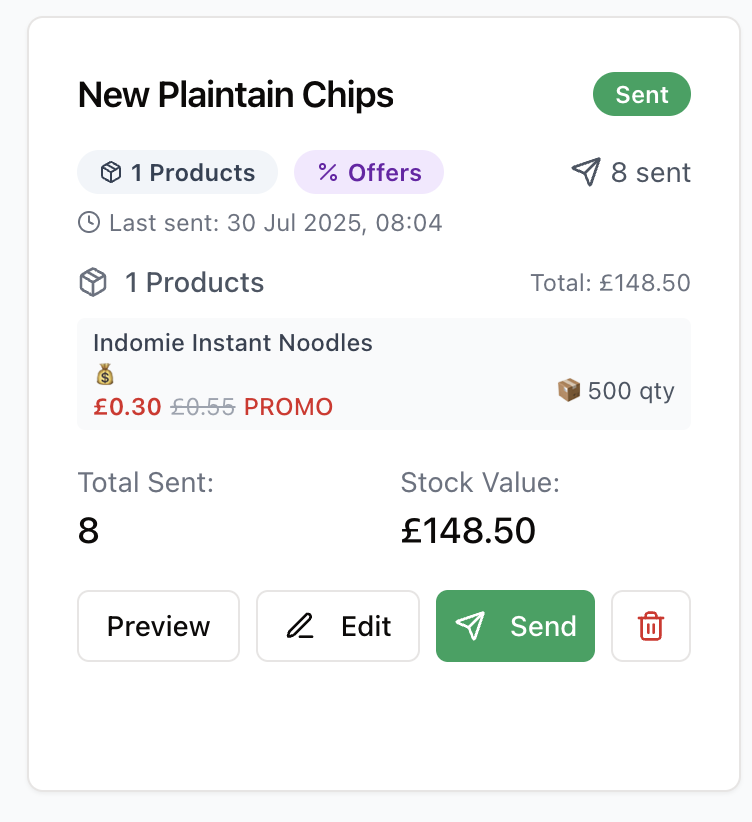 New Plaintain Chips
Sent
1 Products
% Offers
8 sent
Last sent: 30 Jul 2025, 08:04
1 Products
Total: £148.50
Indomie Instant Noodles
£0.30 £0.55 PROMO
500 qty
Total Sent:
Stock Value:
8
£148.50
Preview
Edit
Send